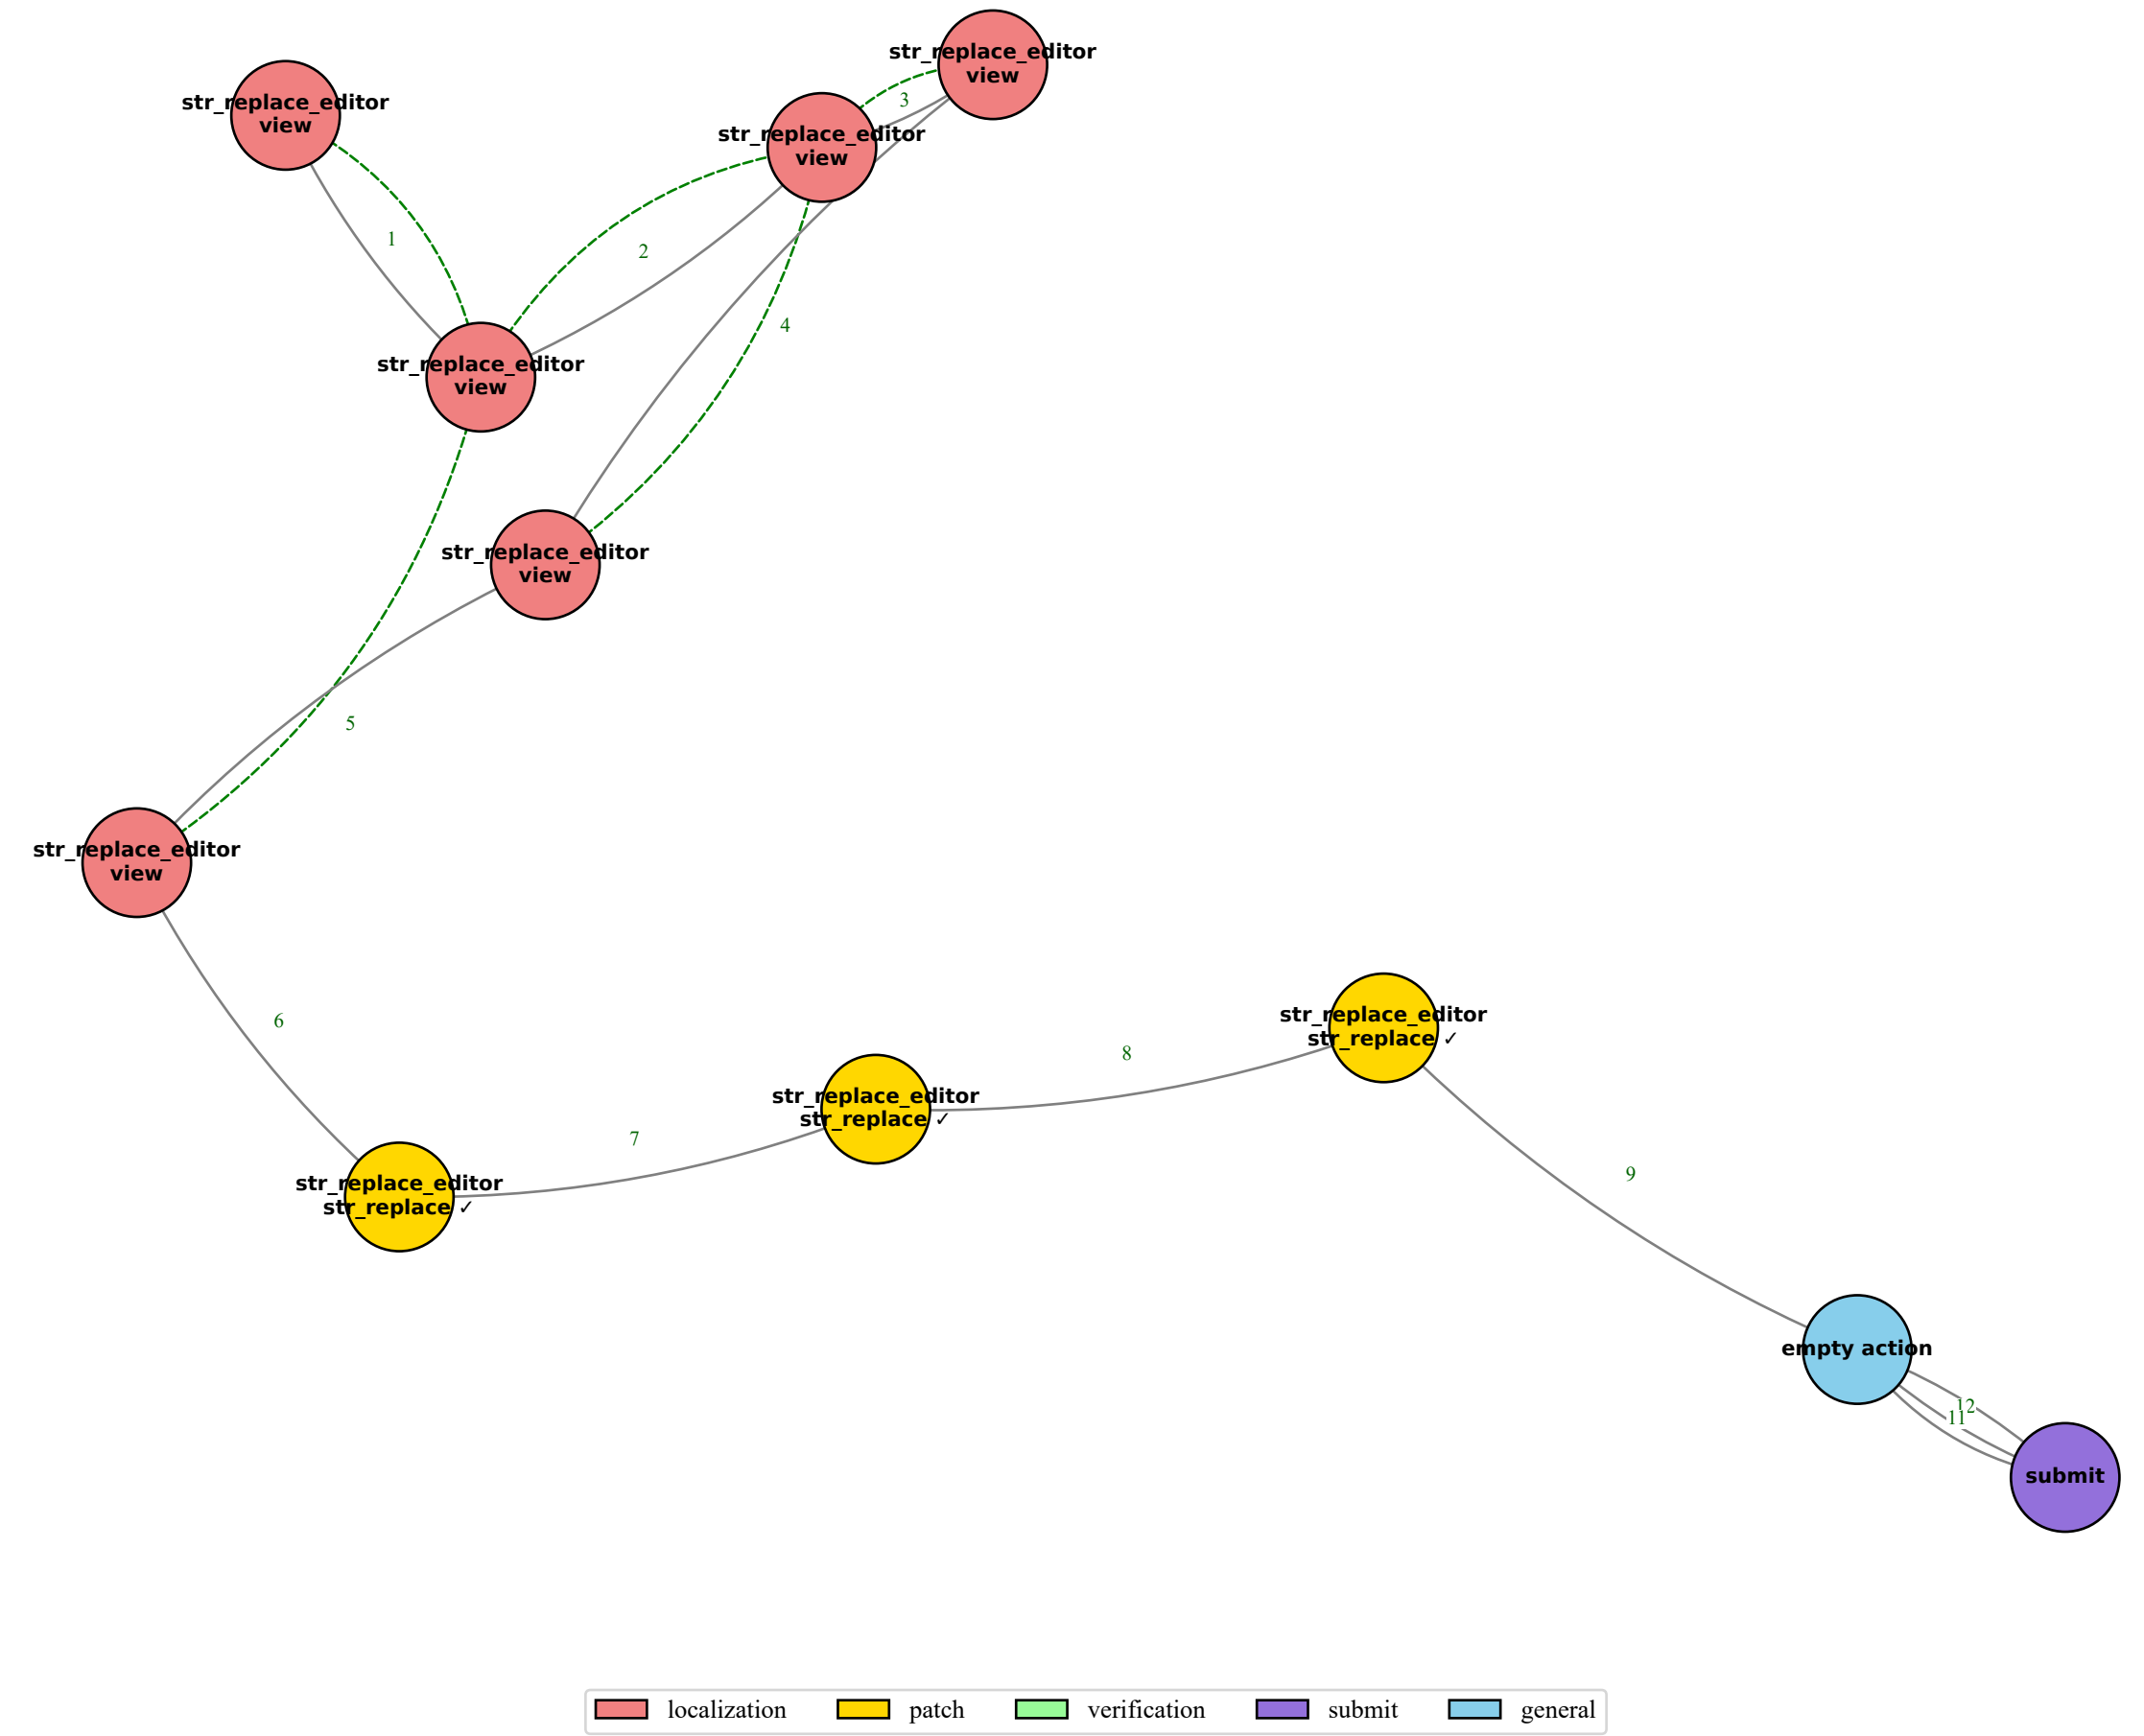 str_replace_editor
view
3
str_replace_editor
view
str_replace_editor
view
1
2
4
str_replace_editor
view
str_replace_editor
view
5
str_replace_editor
view
6
str_replace_editor
str_replace ✓
8
str_replace_editor
str_replace ✓
7
9
str_replace_editor
str_replace ✓
empty action
12
11
submit
localization
patch
verification
submit
general